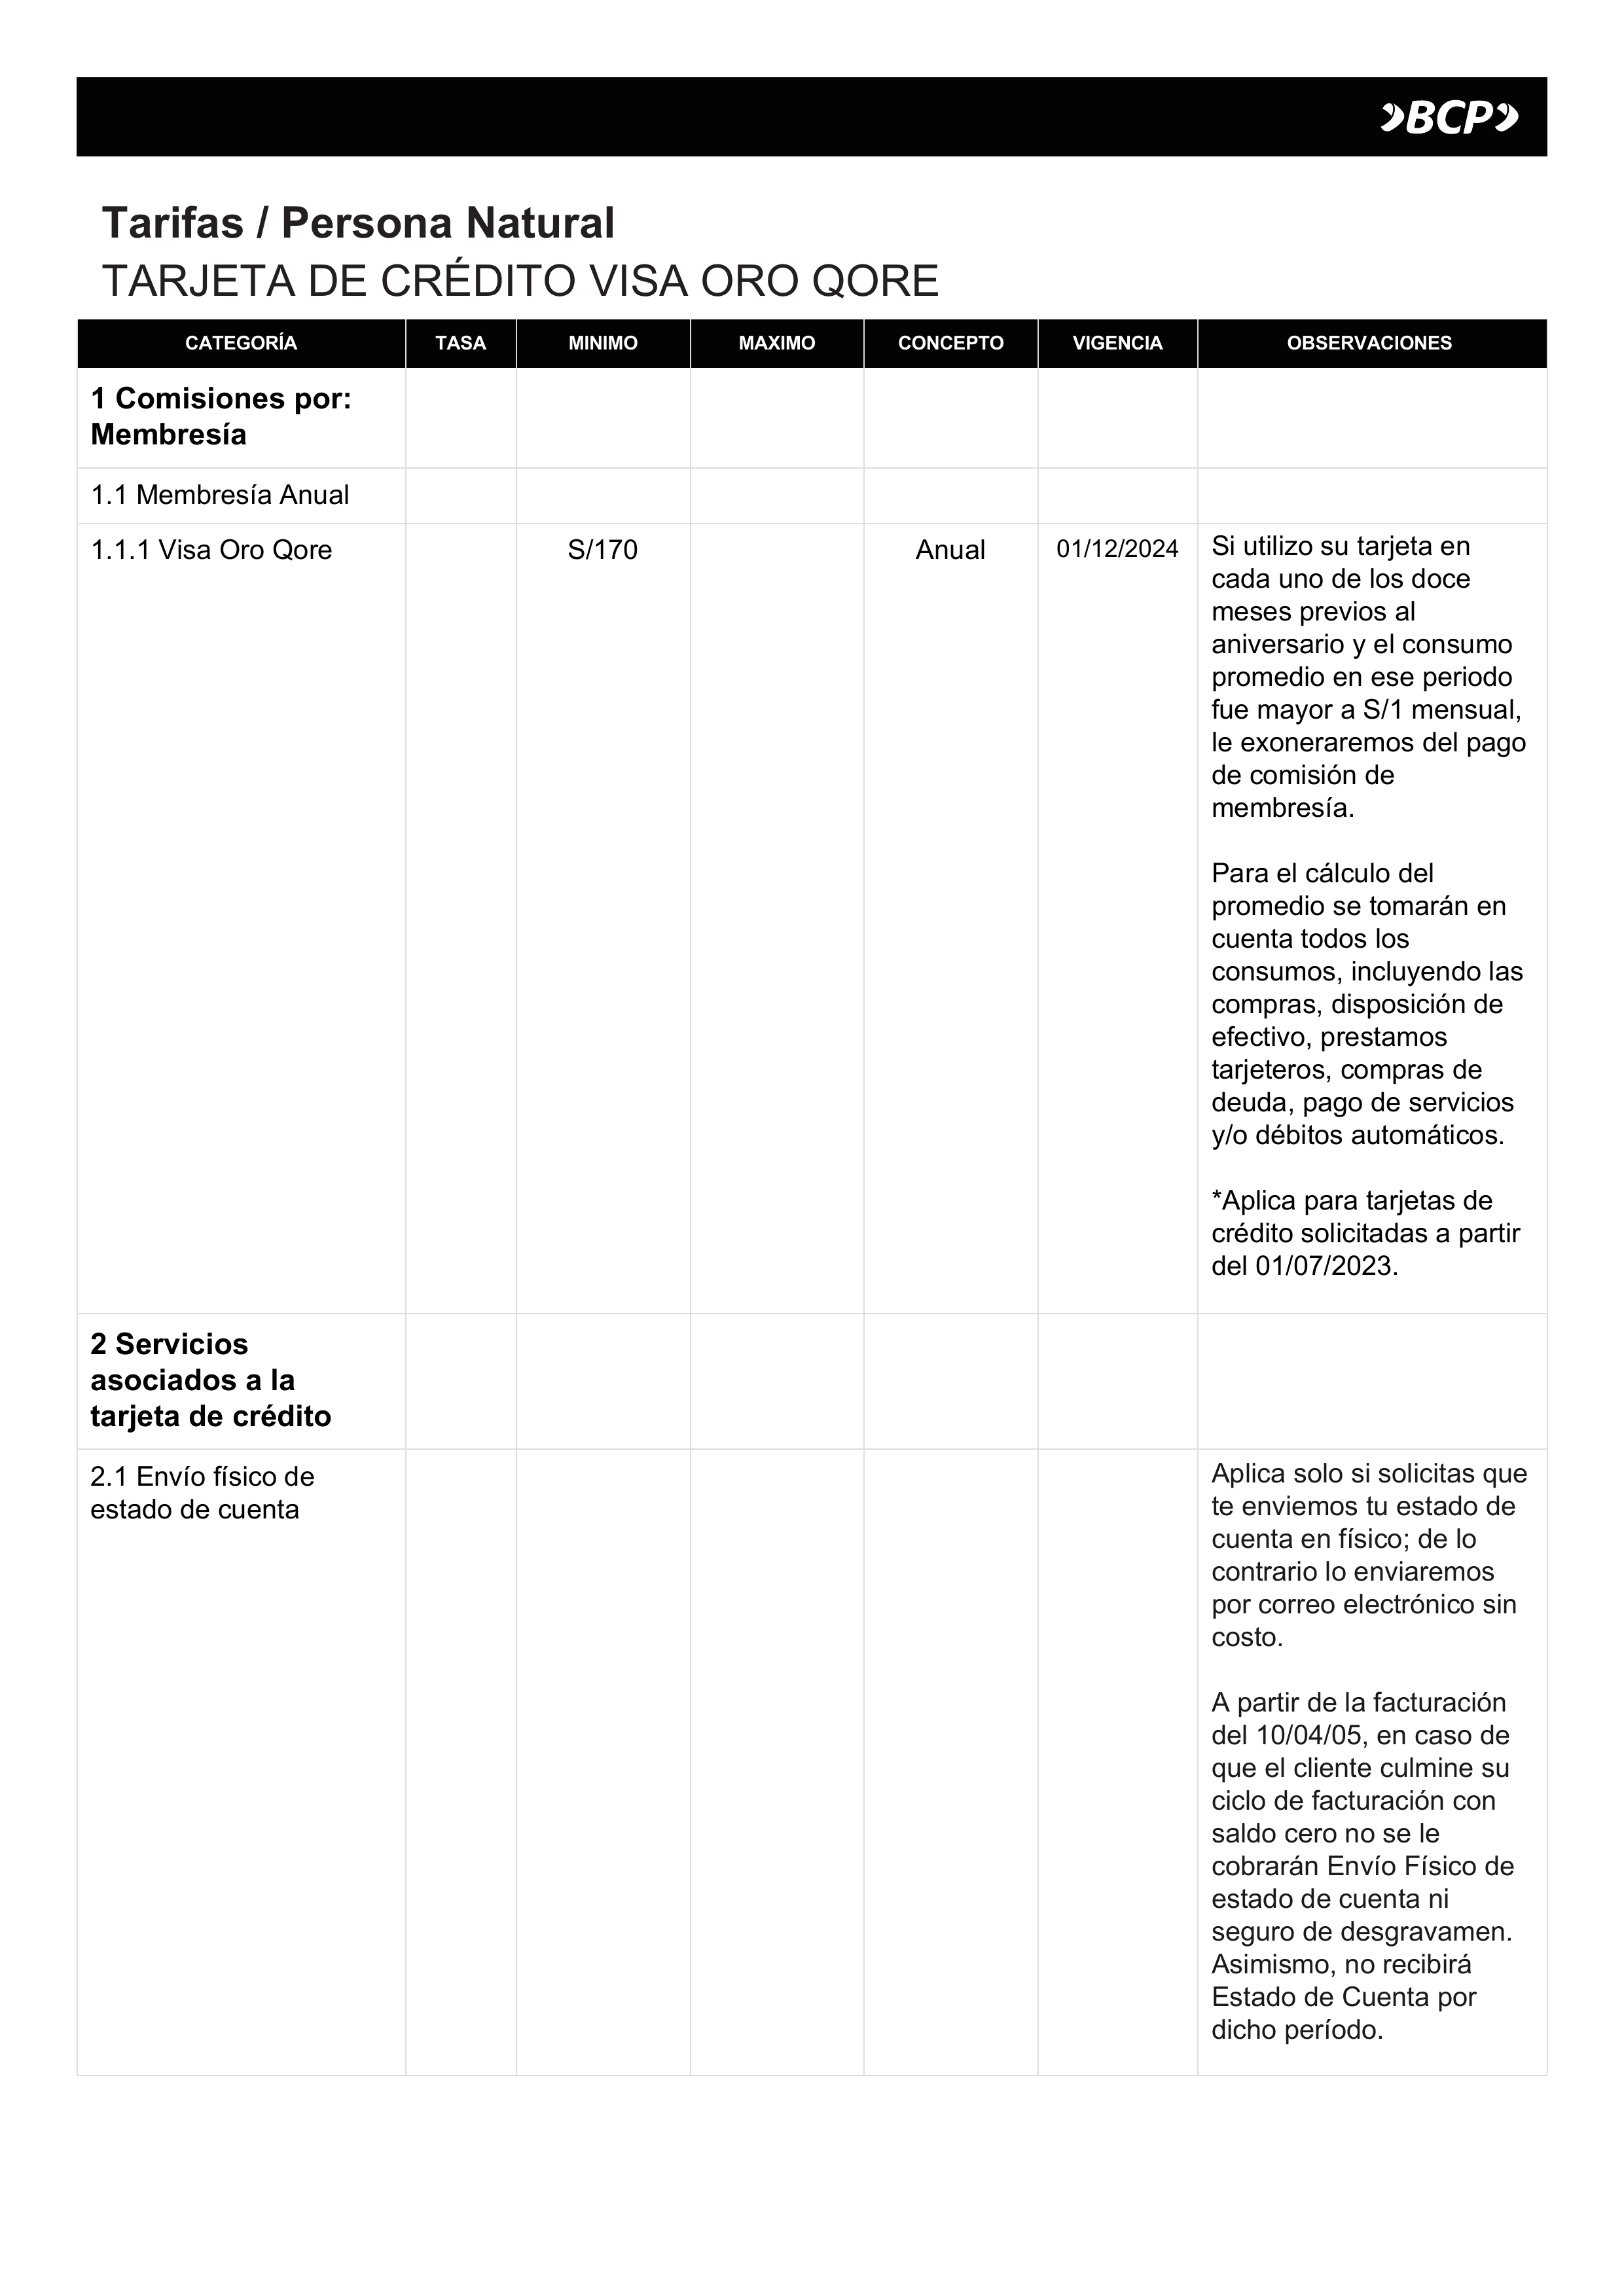 BCP
Tarifas / Persona Natural
TARJETA DE CRÉDITO VISA ORO QORE
CATEGORÍA TASA MINIMO MAXIMO CONCEPTO VIGENCIA OBSERVACIONES
1 Comisiones por:
Membresía
1.1 Membresía Anual
1.1.1 Visa Oro Qore S/170 Anual 01/12/2024 Si utilizo su tarjeta en
cada uno de los doce
meses previos al
aniversario y el consumo
promedio en ese periodo
fue mayor a S/1 mensual,
le exoneraremos del pago
de comisión de
membresía.
Para el cálculo del
promedio se tomarán en
cuenta todos los
consumos, incluyendo las
compras, disposición de
efectivo, prestamos
tarjeteros, compras de
deuda, pago de servicios
y/o débitos automáticos.
*Aplica para tarjetas de
crédito solicitadas a partir
del 01/07/2023.
2 Servicios
asociados a la
tarjeta de crédito
2.1 Envío físico de
estado de cuenta
Aplica solo si solicitas que
te enviemos tu estado de
cuenta en físico; de lo
contrario lo enviaremos
por correo electrónico sin
costo.
A partir de la facturación
del 10/04/05, en caso de
que el cliente culmine su
ciclo de facturación con
saldo cero no se le
cobrarán Envío Físico de
estado de cuenta ni
seguro de desgravamen.
Asimismo, no recibirá
Estado de Cuenta por
dicho período.